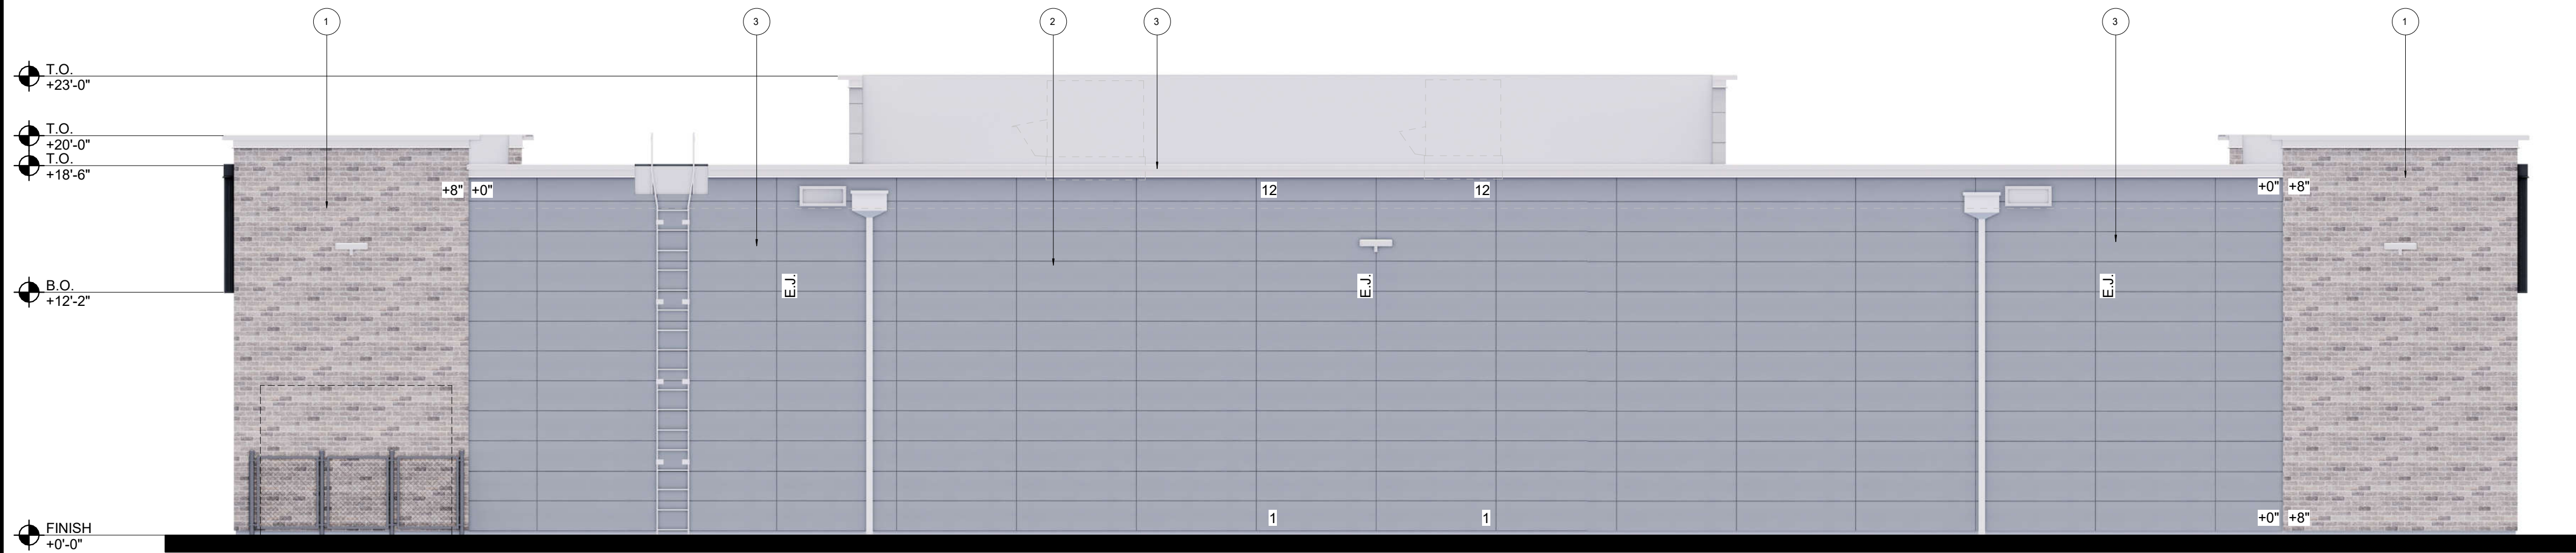 1
3
2
3
3
1
T.O.
+23'-0"
T.O.
+20'-0"
T.O.
+18'-6"
+8" +0"
12
12
+0" +8"
E.J.
E.J.
E.J.
B.O.
+12'-2"
1
1
+0" +8"
FINISH
+0'-0"